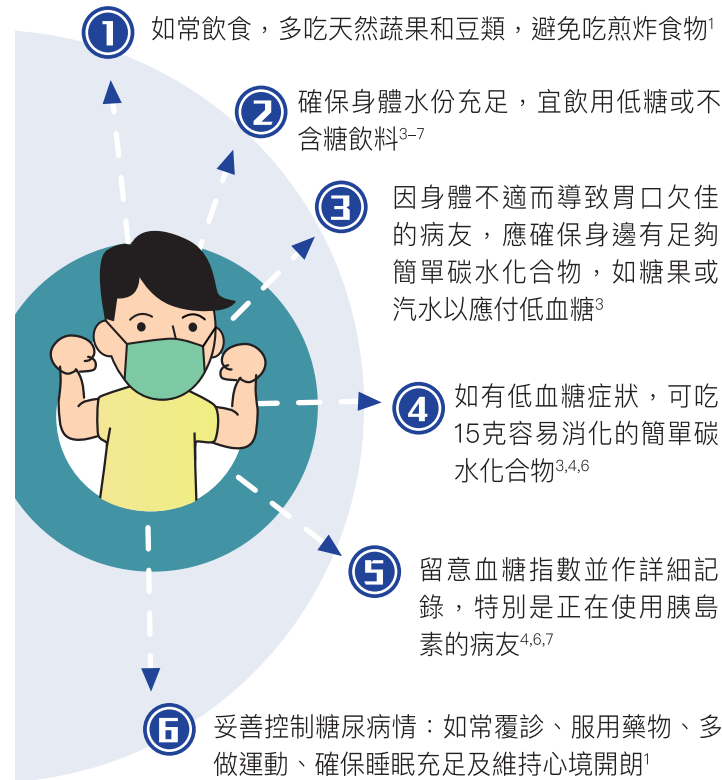 1 如常飲食，多吃天然蔬果和豆類，避免吃煎炸食物¹
2 確保身體水份充足，宜飲用低糖或不
含糖飲料³⁻⁷
3 因身體不適而導致胃口欠佳
的病友，應確保身邊有足夠
簡單碳水化合物，如糖果或
汽水以應付低血糖³
4 如有低血糖症狀，可吃
15克容易消化的簡單碳
水化合物³,⁴,⁶
5 留意血糖指數並作詳細記
錄，特別是正在使用胰島
素的病友⁴,⁶,⁷
6 妥善控制糖尿病情：如常覆診、服用藥物、多
做運動、確保睡眠充足及維持心境開朗¹